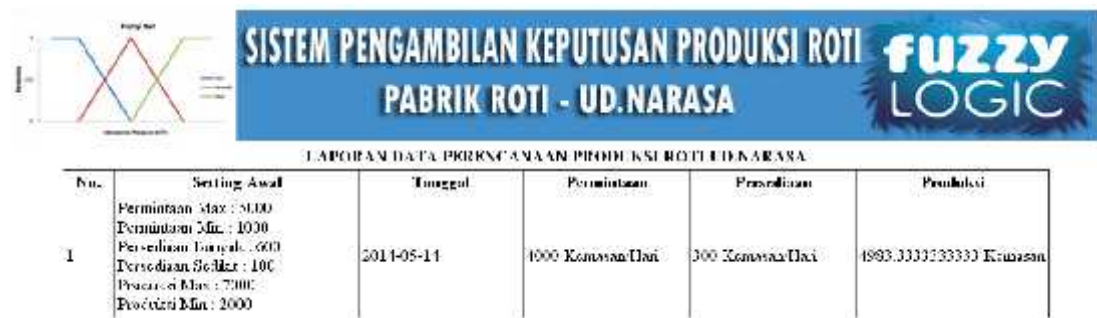 SISTEM PENGAMBILAN KEPUTUSAN PRODUKSI ROTI
PABRIK ROTI - UD.NARASA
fuzzy
LOGIC
LAPORAN DATA PERENCANAAN PRODUKSI ROTI UD.NARASA
No. Setting Awal Tanggal Permintaan Persediaan Produksi
Permintaan Max : 5000
Permintaan Min : 1000
Persediaan Banyak : 600
Persediaan Sedikit : 100
Produksi Max : 7000
Produksi Min : 2000
1 2014-05-14 4000 Kemasan/Hari 300 Kemasan/Hari 4983.3333333333 Kemasan